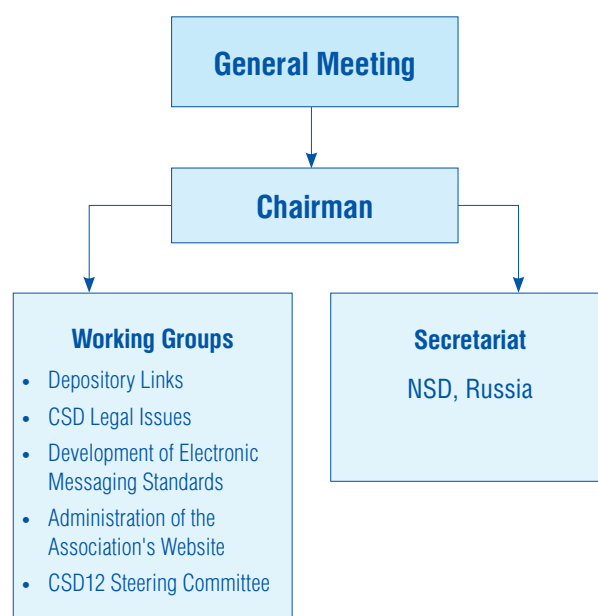 General Meeting
Chairman
Working Groups
• Depository Links
• CSD Legal Issues
• Development of Electronic
Messaging Standards
• Administration of the
Association's Website
• CSD12 Steering Committee
Secretariat
NSD, Russia